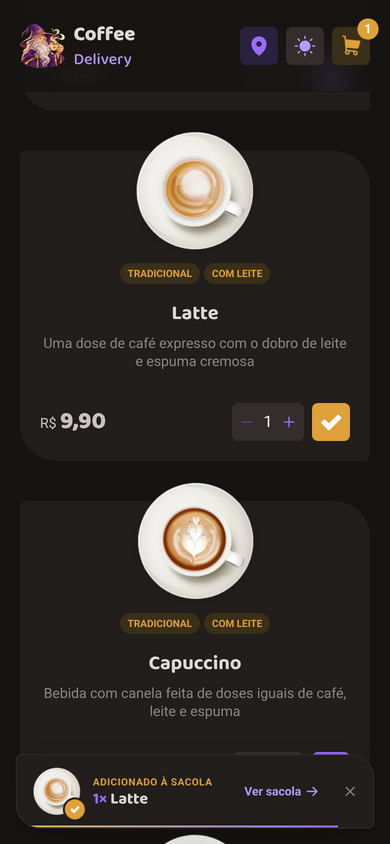 Coffee
Delivery
1
TRADICIONAL COM LEITE
Latte
Uma dose de café expresso com o dobro de leite
e espuma cremosa
R$ 9,90
− 1 +
TRADICIONAL COM LEITE
Capuccino
Bebida com canela feita de doses iguais de café,
leite e espuma
ADICIONADO À SACOLA
1× Latte
Ver sacola →